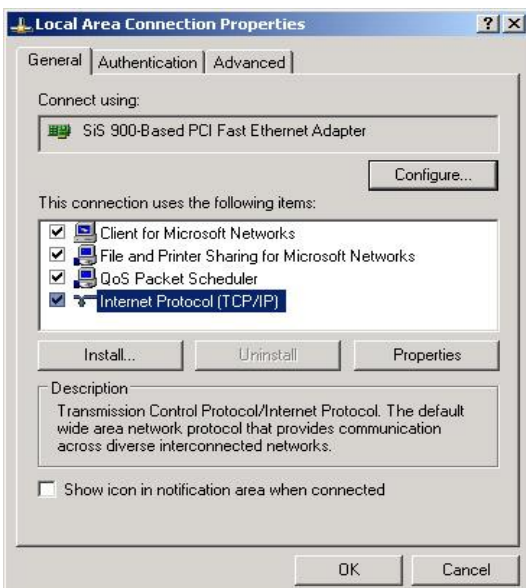 Local Area Connection Properties
General Authentication Advanced
Connect using:
SiS 900-Based PCI Fast Ethernet Adapter
Configure...
This connection uses the following items:
Client for Microsoft Networks
File and Printer Sharing for Microsoft Networks
QoS Packet Scheduler
Internet Protocol (TCP/IP)
Install... Uninstall Properties
Description
Transmission Control Protocol/Internet Protocol. The default
wide area network protocol that provides communication
across diverse interconnected networks.
Show icon in notification area when connected
OK Cancel